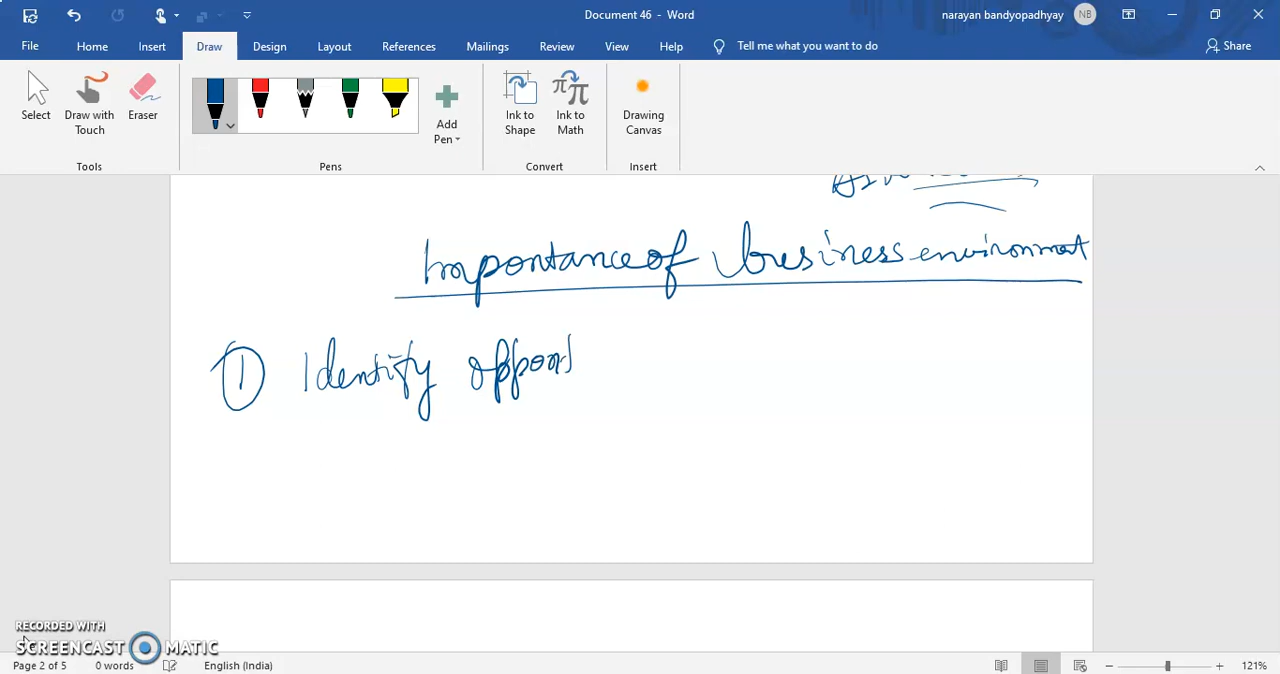 Document 46 - Word
narayan bandyopadhyay NB
File Home Insert Draw Design Layout References Mailings Review View Help Tell me what you want to do Share
Select Draw with Touch Eraser Add Pen Ink to Shape Ink to Math Drawing Canvas
Tools Pens Convert Insert
Importance of business environment
① Identify oppor
RECORDED WITH
SCREENCAST MATIC
Page 2 of 5 0 words English (India) 121%